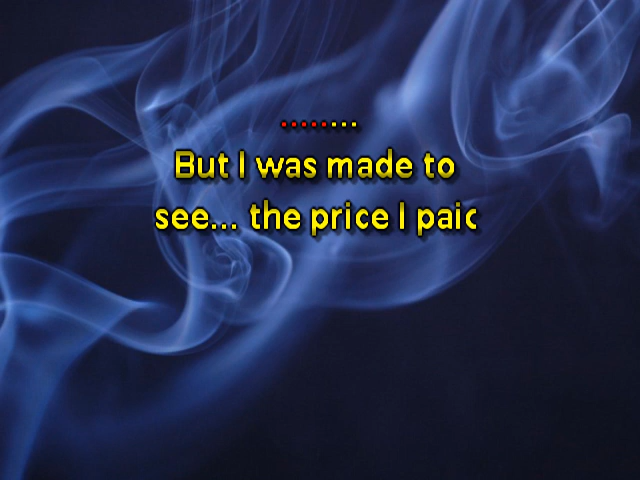 ........
But I was made to
see... the price I paic